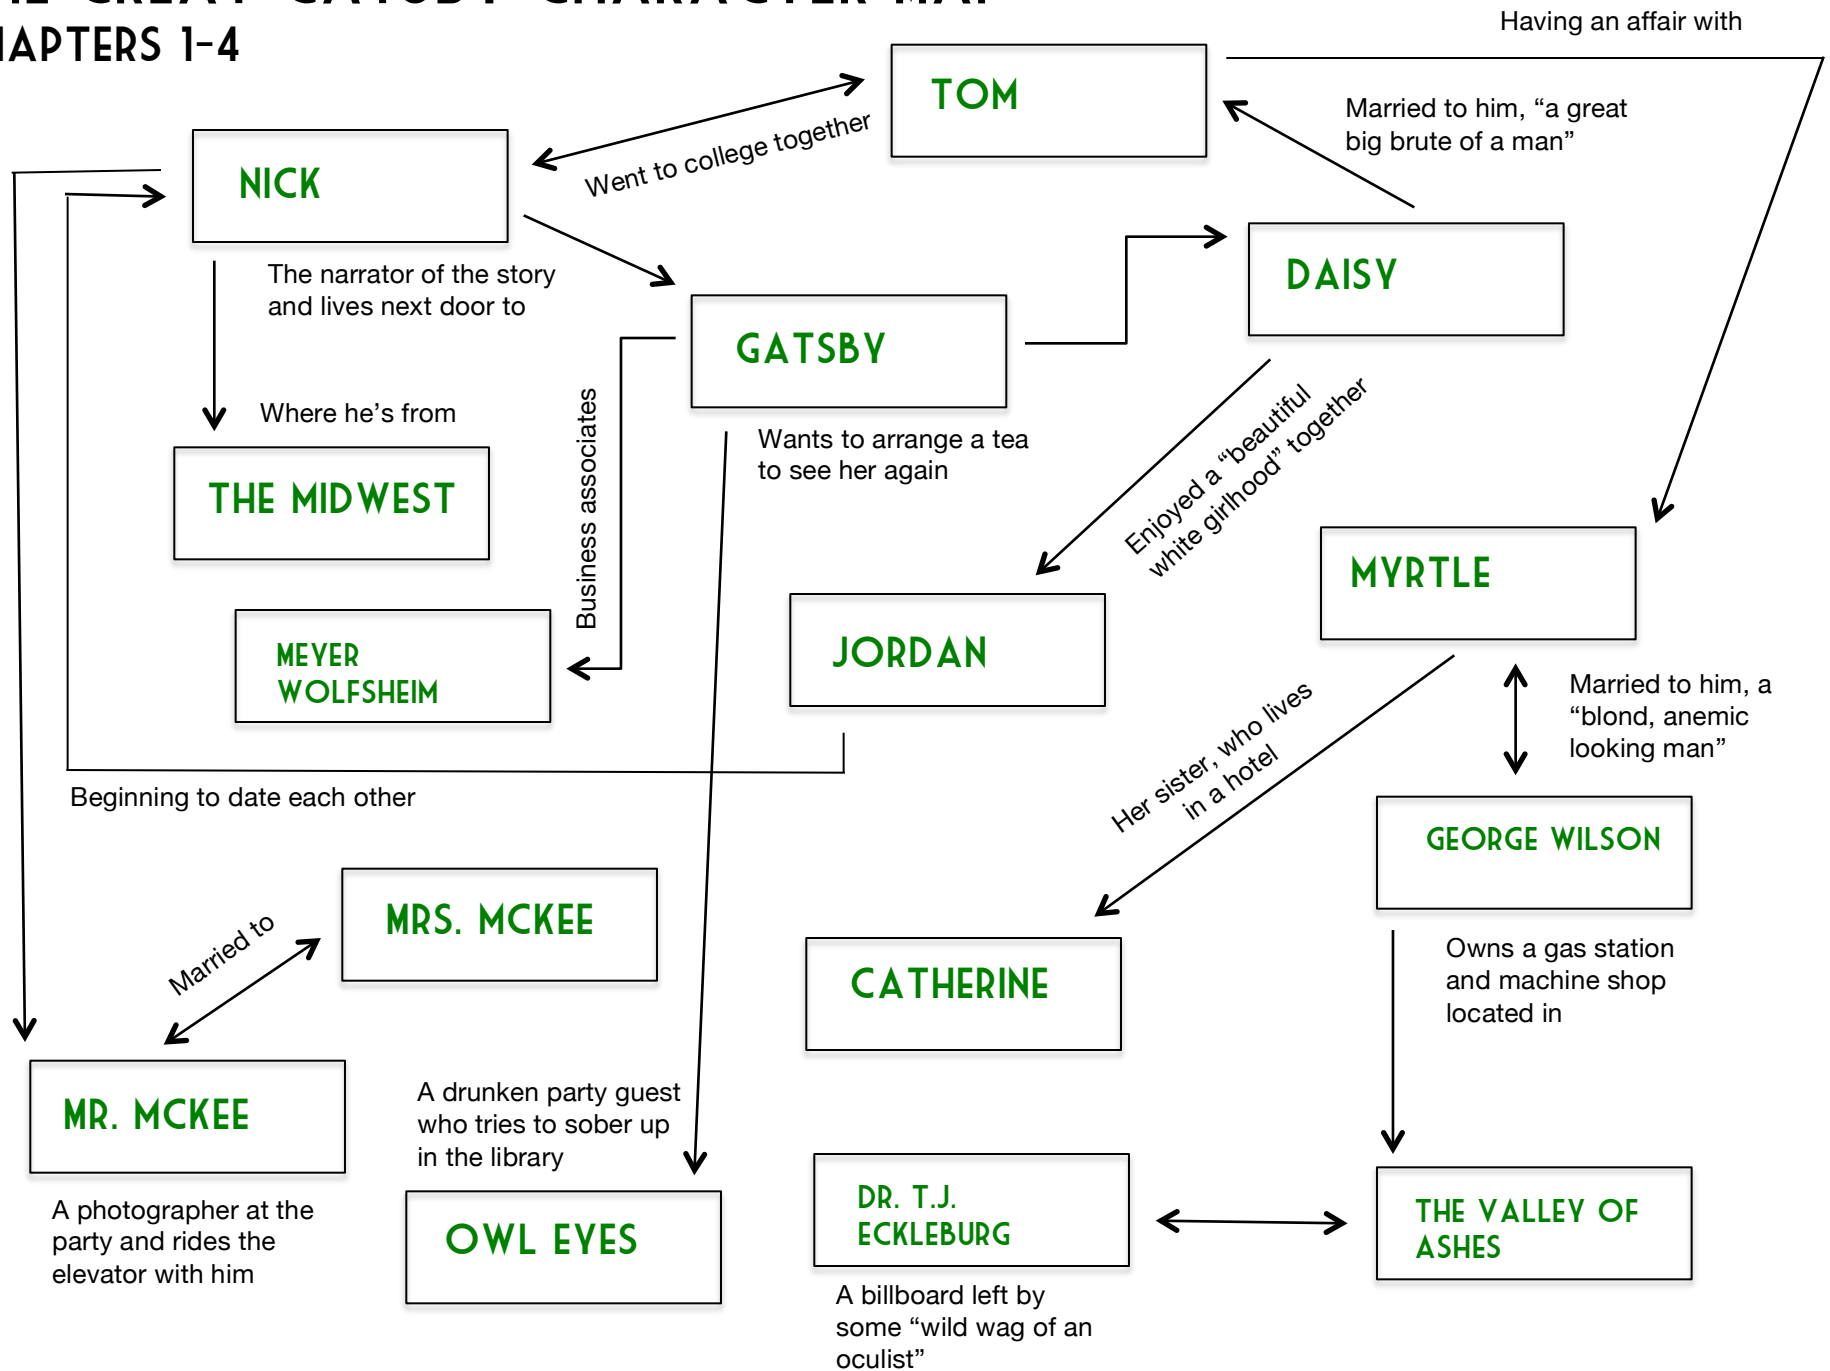 THE GREAT GATSBY CHARACTER MAP
CHAPTERS 1-4
Having an affair with
TOM
Married to him, “a great
big brute of a man”
Went to college together
NICK
The narrator of the story
and lives next door to
DAISY
GATSBY
Where he’s from
Wants to arrange a tea
to see her again
Business associates
Enjoyed a “beautiful
white girlhood” together
THE MIDWEST
MYRTLE
MEYER
WOLFSHEIM
JORDAN
Married to him, a
“blond, anemic
looking man”
Her sister, who lives
in a hotel
Beginning to date each other
GEORGE WILSON
MRS. MCKEE
Married to
CATHERINE
Owns a gas station
and machine shop
located in
MR. MCKEE
A drunken party guest
who tries to sober up
in the library
A photographer at the
party and rides the
elevator with him
OWL EYES
DR. T.J.
ECKLEBURG
THE VALLEY OF
ASHES
A billboard left by
some “wild wag of an
oculist”